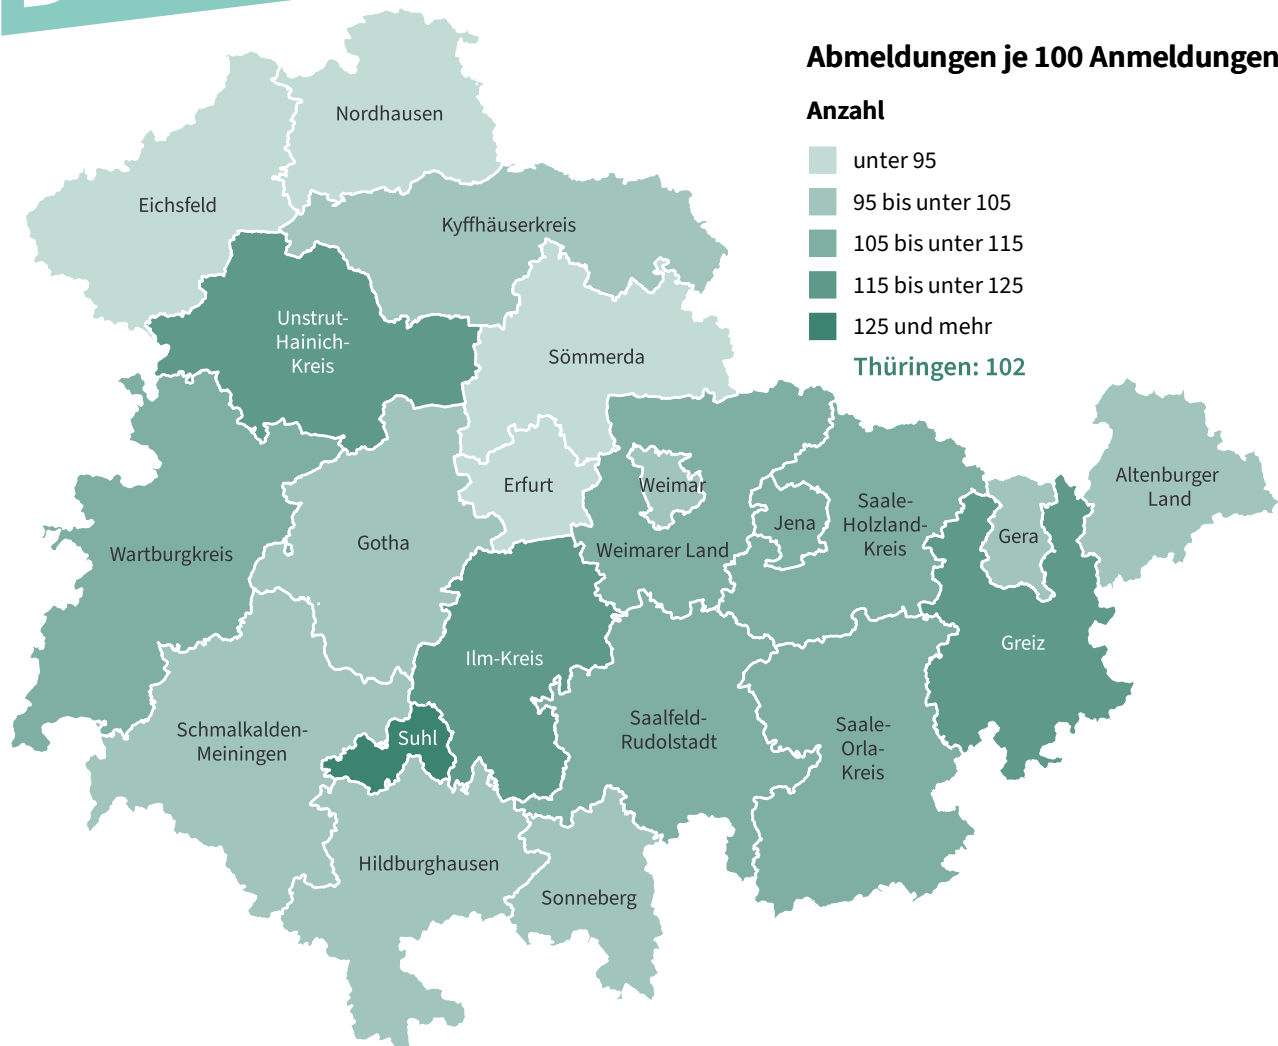 Abmeldungen je 100 Anmeldungen
Anzahl
unter 95
95 bis unter 105
105 bis unter 115
115 bis unter 125
125 und mehr
Thüringen: 102
Nordhausen
Eichsfeld
Kyffhäuserkreis
Unstrut-
Hainich-
Kreis
Sömmerda
Erfurt
Weimar
Jena
Saale-
Holzland-
Kreis
Gera
Altenburger
Land
Wartburgkreis
Gotha
Weimarer Land
Greiz
Ilm-Kreis
Schmalkalden-
Meiningen
Suhl
Saalfeld-
Rudolstadt
Saale-
Orla-
Kreis
Hildburghausen
Sonneberg